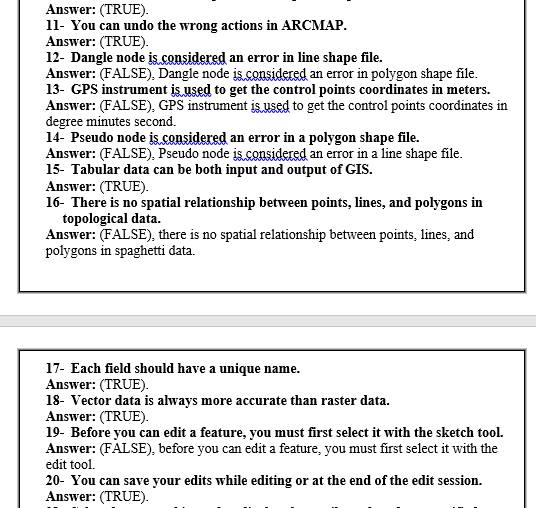 Answer: (TRUE).
11- You can undo the wrong actions in ARCMAP.
Answer: (TRUE).
12- Dangle node is considered an error in line shape file.
Answer: (FALSE), Dangle node is considered an error in polygon shape file.
13- GPS instrument is used to get the control points coordinates in meters.
Answer: (FALSE), GPS instrument is used to get the control points coordinates in
degree minutes second.
14- Pseudo node is considered an error in a polygon shape file.
Answer: (FALSE), Pseudo node is considered an error in a line shape file.
15- Tabular data can be both input and output of GIS.
Answer: (TRUE).
16- There is no spatial relationship between points, lines, and polygons in
topological data.
Answer: (FALSE), there is no spatial relationship between points, lines, and
polygons in spaghetti data.
17- Each field should have a unique name.
Answer: (TRUE).
18- Vector data is always more accurate than raster data.
Answer: (TRUE).
19- Before you can edit a feature, you must first select it with the sketch tool.
Answer: (FALSE), before you can edit a feature, you must first select it with the
edit tool.
20- You can save your edits while editing or at the end of the edit session.
Answer: (TRUE).